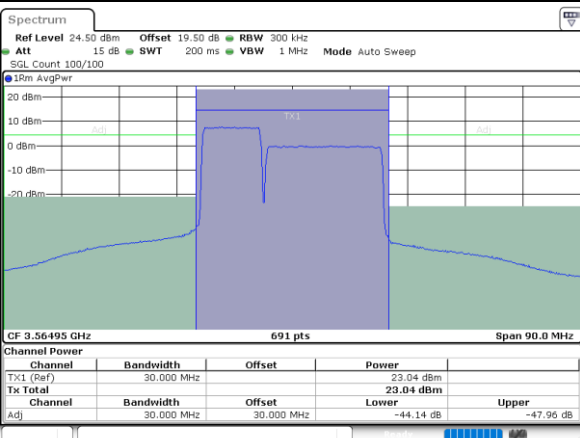 Spectrum
Ref Level 24.50 dBm Offset 19.50 dB RBW 300 kHz
Att 15 dB SWT 200 ms VBW 1 MHz Mode Auto Sweep
SGL Count 100/100
1Rm AvgPwr
20 dBm
TX1
10 dBm
Adj Adj
0 dBm
-10 dBm
-20 dBm
CF 3.56495 GHz 691 pts Span 90.0 MHz
Channel Power
Channel Bandwidth Offset Power
TX1 (Ref) 30.000 MHz 23.04 dBm
Tx Total 23.04 dBm
Channel Bandwidth Offset Lower Upper
Adj 30.000 MHz 30.000 MHz -44.14 dB -47.96 dB
Ready